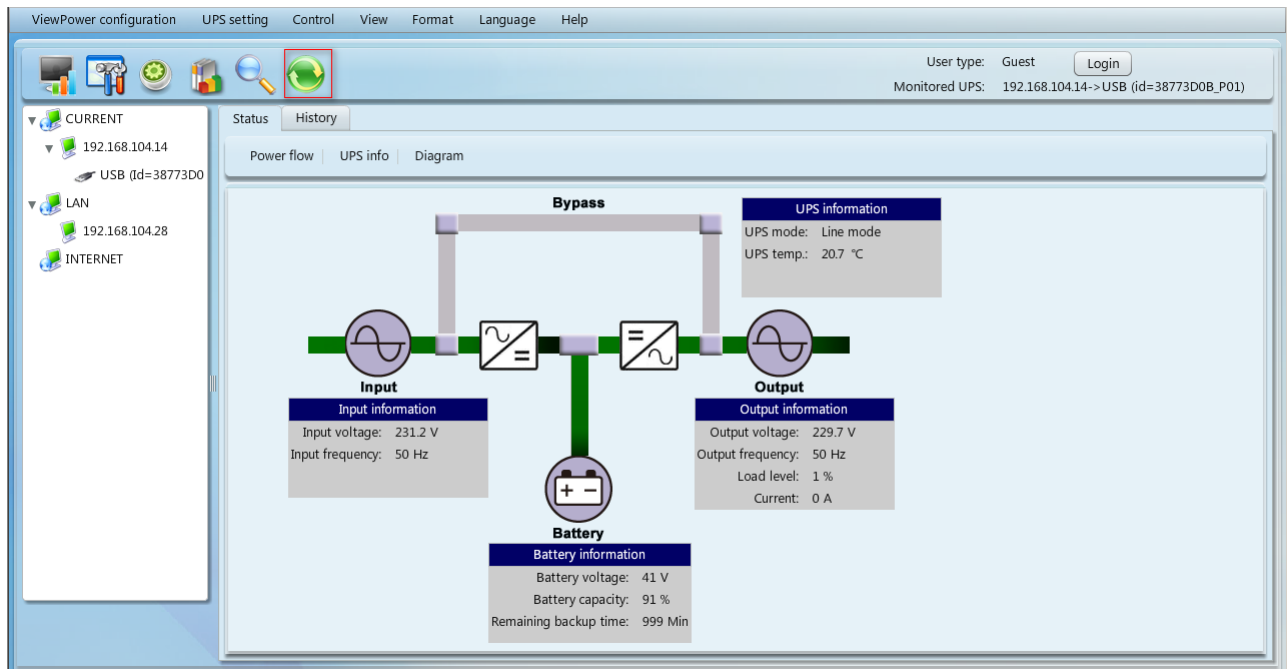 ViewPower configuration UPS setting Control View Format Language Help
User type: Guest Login
Monitored UPS: 192.168.104.14->USB (id=38773D0B_P01)
CURRENT
192.168.104.14
USB (Id=38773D0
LAN
192.168.104.28
INTERNET
Status History
Power flow UPS info Diagram
Bypass
UPS information
UPS mode: Line mode
UPS temp.: 20.7 ℃
Input
Input information
Input voltage: 231.2 V
Input frequency: 50 Hz
Output
Output information
Output voltage: 229.7 V
Output frequency: 50 Hz
Load level: 1 %
Current: 0 A
Battery
Battery information
Battery voltage: 41 V
Battery capacity: 91 %
Remaining backup time: 999 Min